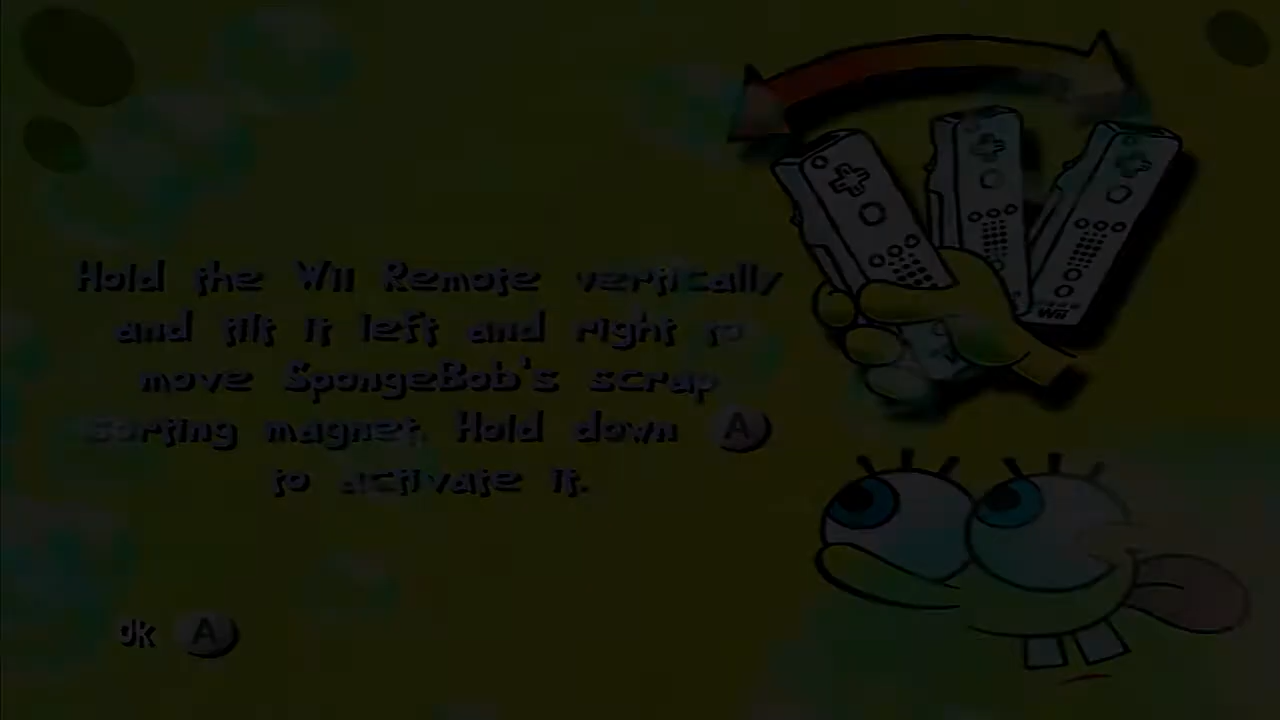 Hold the Wii Remote vertically
and tilt it left and right to
move SpongeBob's scrap
sorting magnet. Hold down A
to activate it.
Wii
Ok A